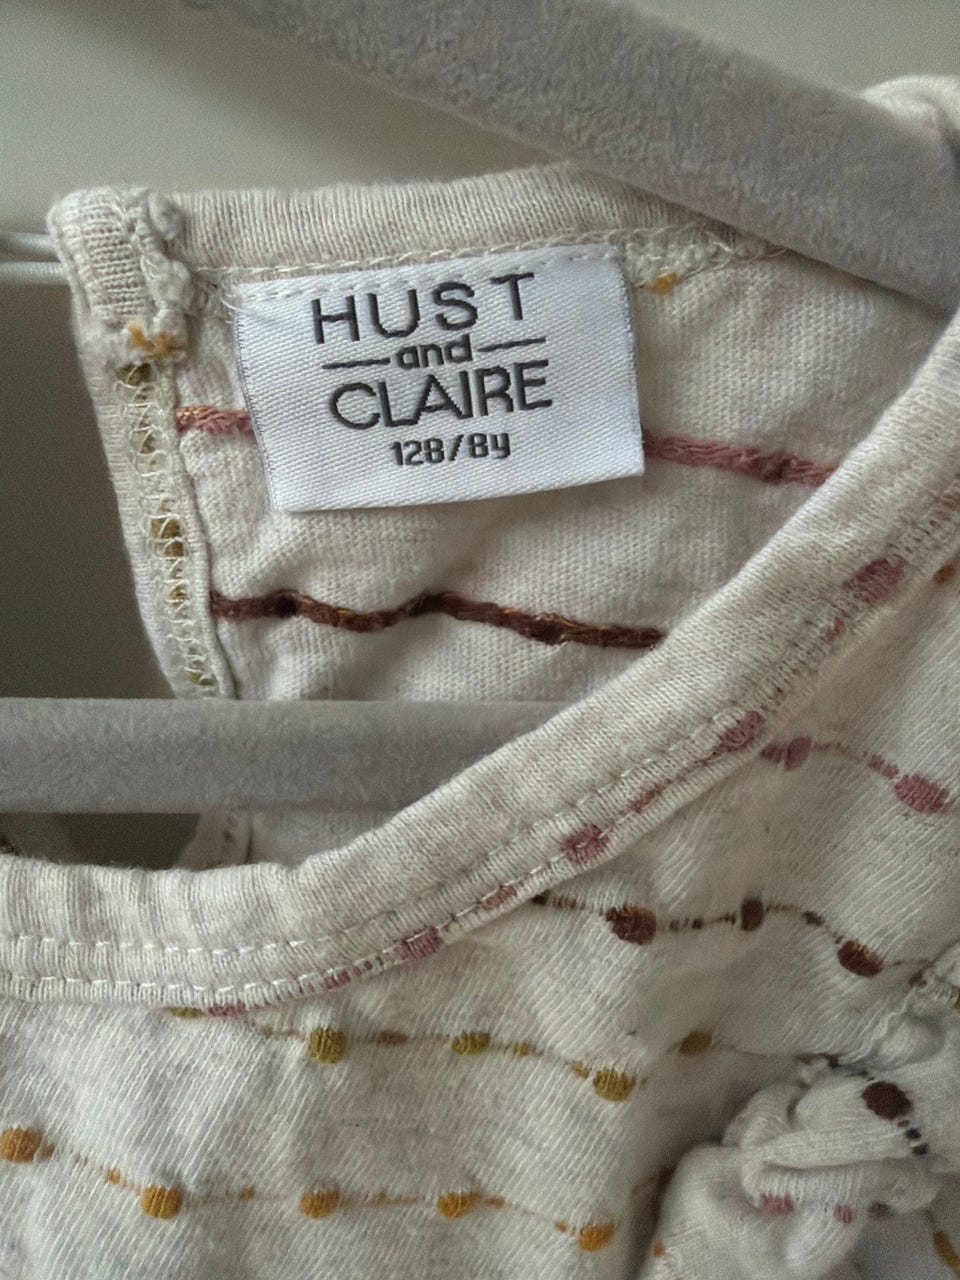 HUST
and
CLAIRE
128/8y